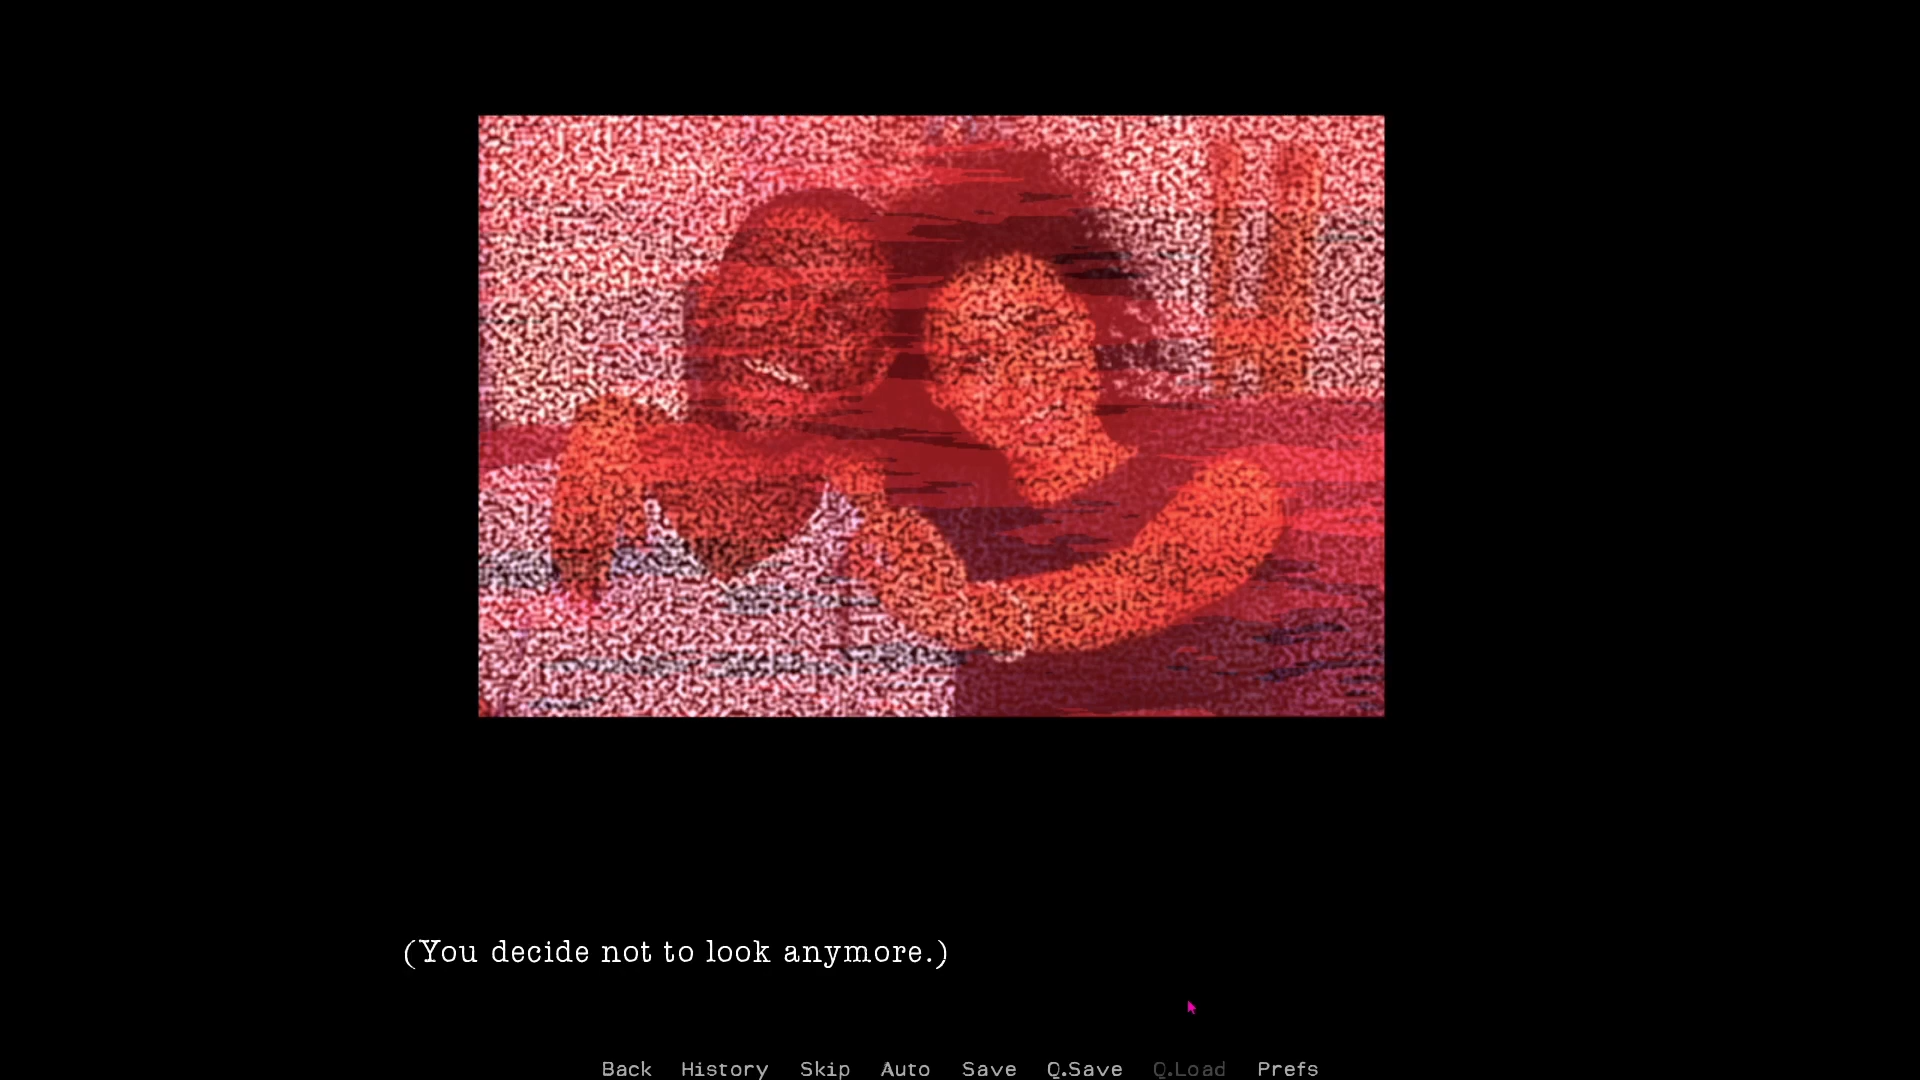 (You decide not to look anymore.)
Back History Skip Auto Save Q.Save Q.Load Prefs